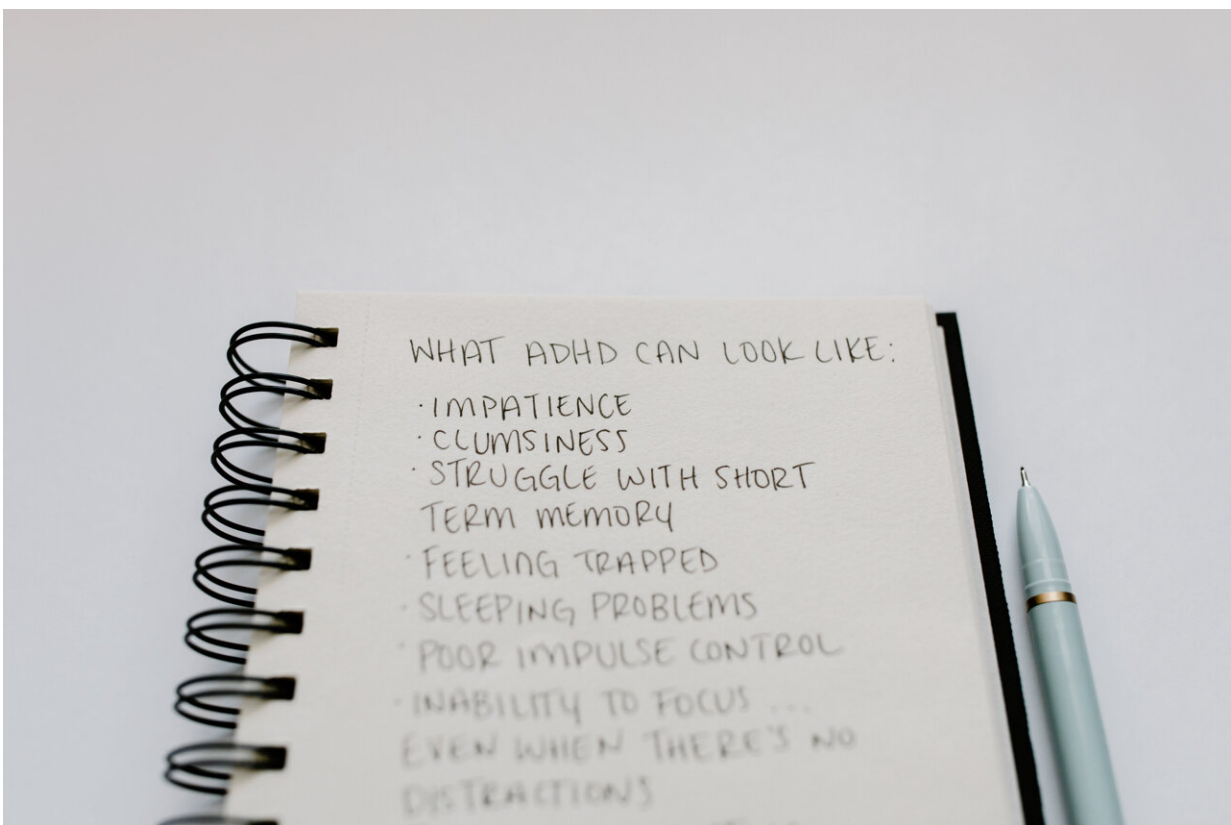 WHAT ADHD CAN LOOK LIKE:
· IMPATIENCE
· CLUMSINESS
· STRUGGLE WITH SHORT
TERM MEMORY
· FEELING TRAPPED
· SLEEPING PROBLEMS
· POOR IMPULSE CONTROL
· INABILITY TO FOCUS ...
EVEN WHEN THERE'S NO
DISTRACTIONS